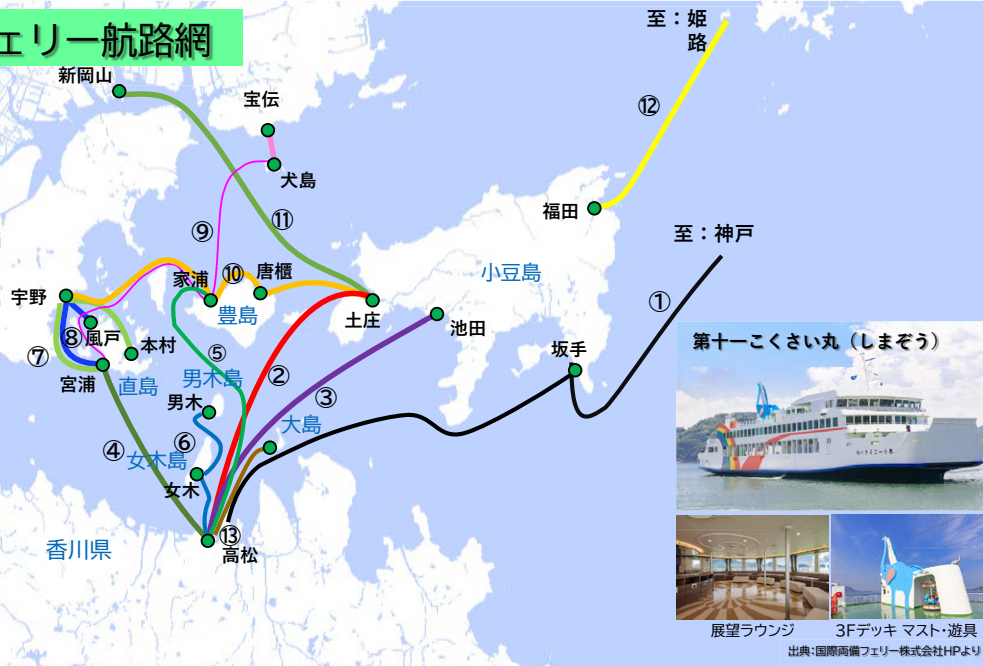 ェリー航路網
至：姫
路
新岡山
宝伝
⑫
犬島
福田
⑨
⑪
至：神戸
家浦
⑩
唐櫃
小豆島
宇野
豊島
土庄
①
池田
⑧
風戸
⑦
本村
⑤
坂手
宮浦
直島
男木島
②
男木
③
大島
④
⑥
女木島
女木
⑬
高松
香川県
第十一こくさい丸（しまぞう）
展望ラウンジ
3Fデッキ マスト・遊具
出典：国際両備フェリー株式会社HPより